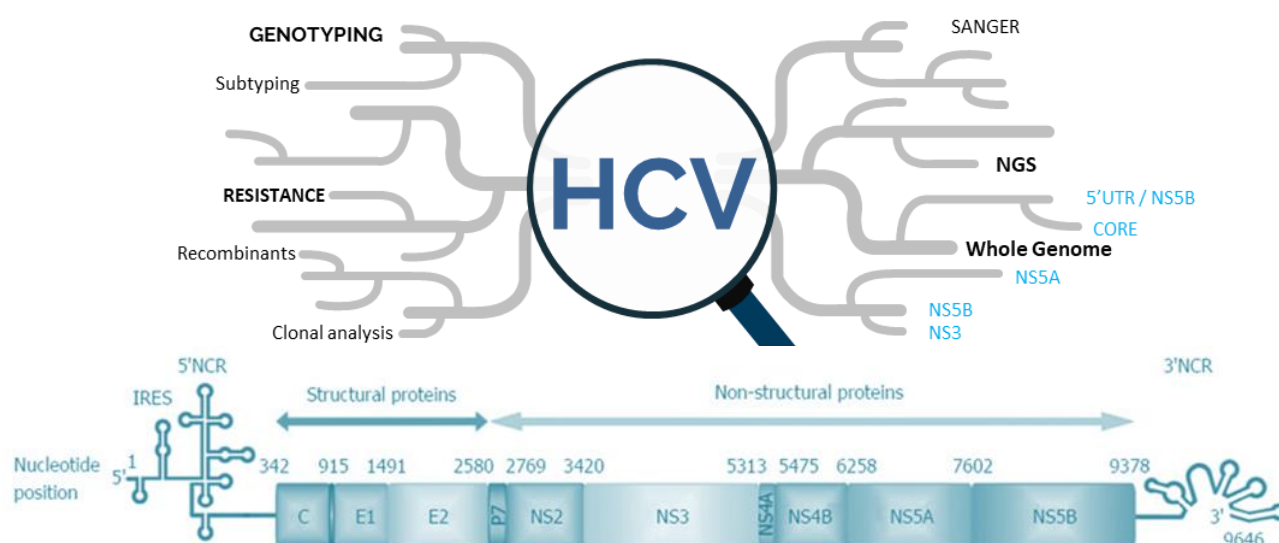 GENOTYPING
Subtyping
RESISTANCE
Recombinants
Clonal analysis
HCV
SANGER
NGS
5'UTR / NS5B
CORE
Whole Genome
NS5A
NS5B
NS3
5'NCR
3'NCR
IRES
Structural proteins
Non-structural proteins
Nucleotide position
5'
1
342 915 1491 2580 2769 3420 5313 5475 6258 7602 9378
C E1 E2 P7 NS2 NS3 NS4A NS4B NS5A NS5B
3'
9646